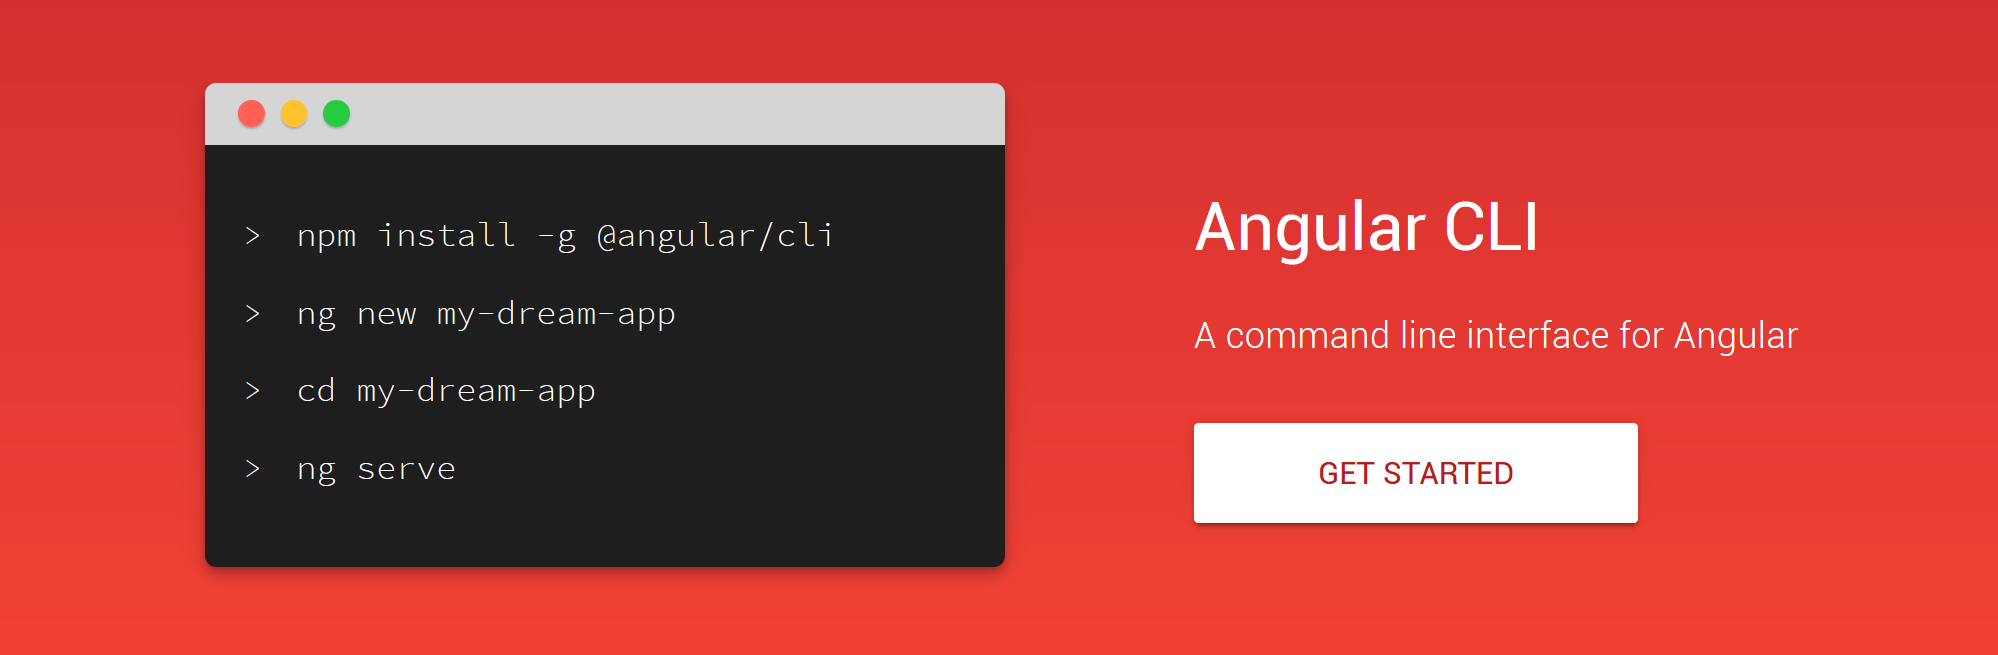 > npm install -g @angular/cli
> ng new my-dream-app
> cd my-dream-app
> ng serve
Angular CLI
A command line interface for Angular
GET STARTED